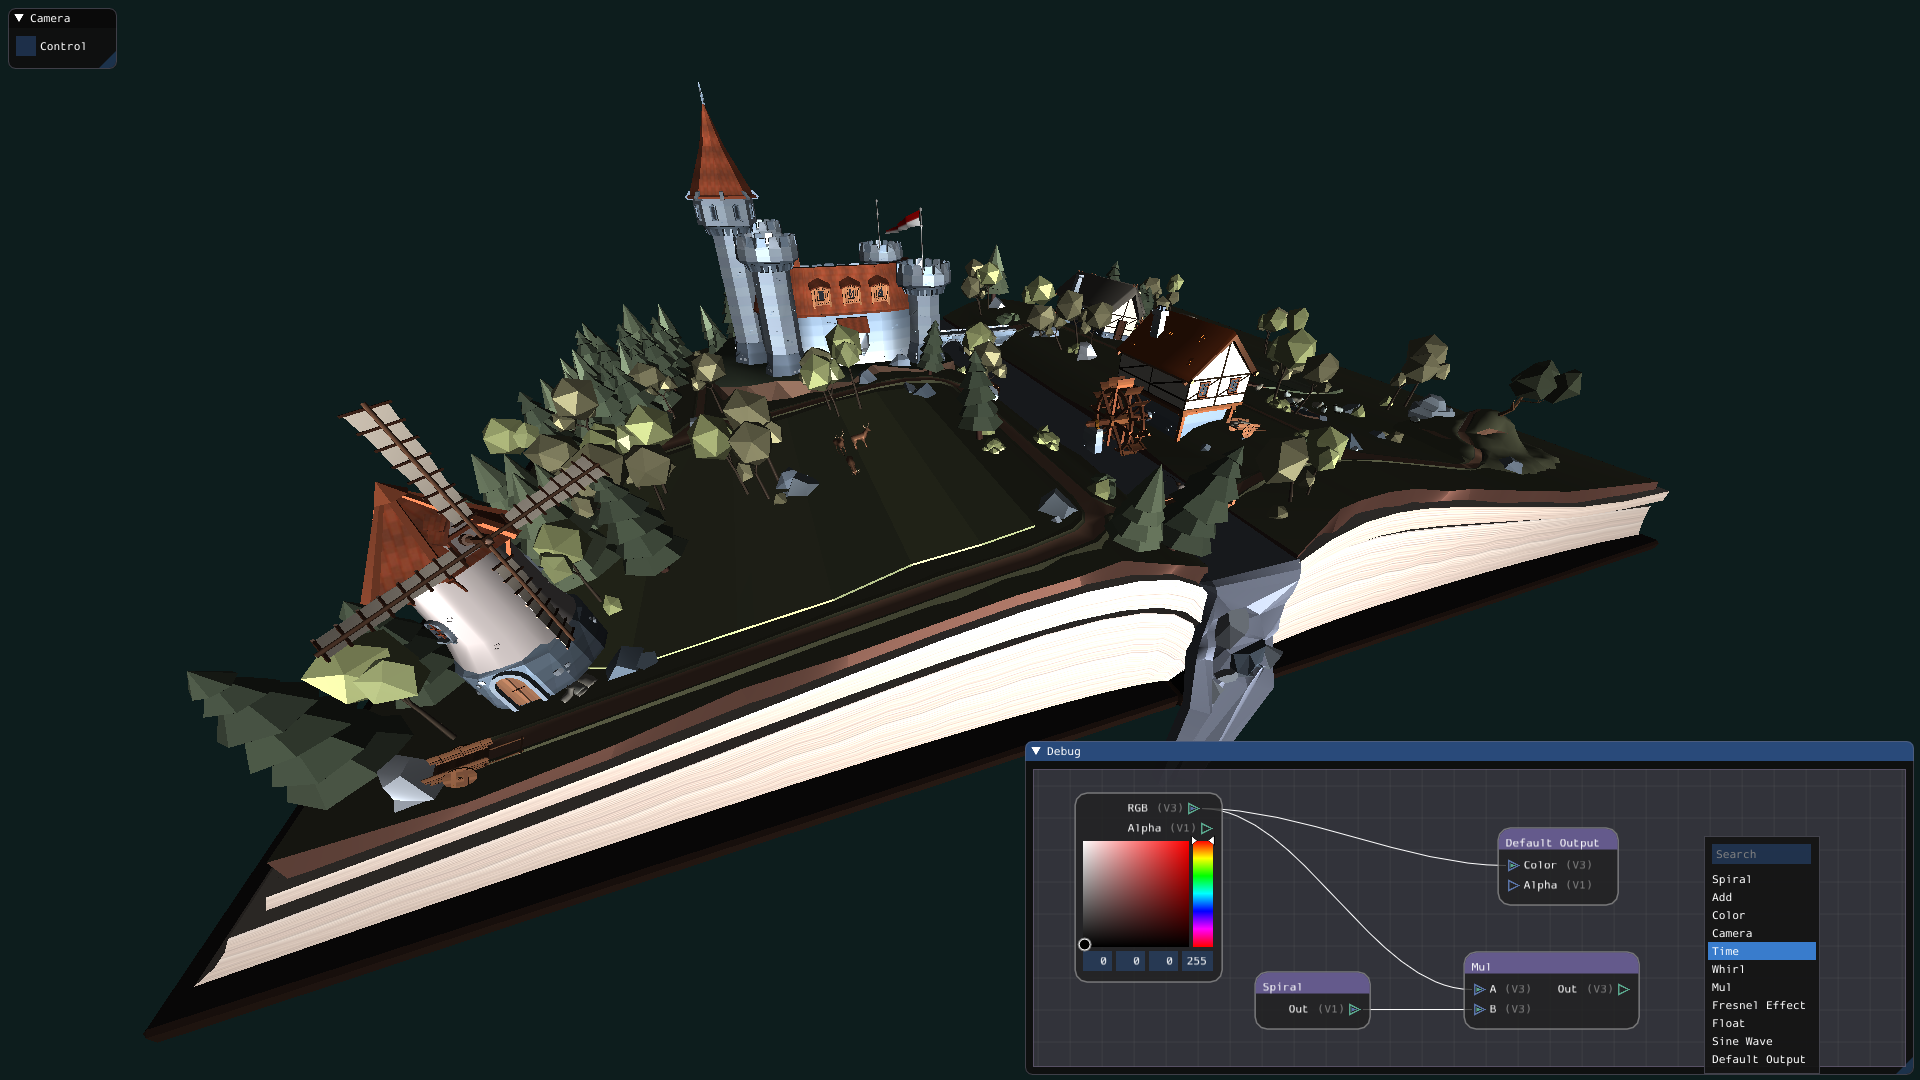 Camera
Control
Debug
RGB (V3)
Alpha (V1)
0 0 0 255
Spiral
Out (V1)
Default Output
Color (V3)
Alpha (V1)
Mul
A (V3) Out (V3)
B (V3)
Search
Spiral
Add
Color
Camera
Time
Whirl
Mul
Fresnel Effect
Float
Sine Wave
Default Output